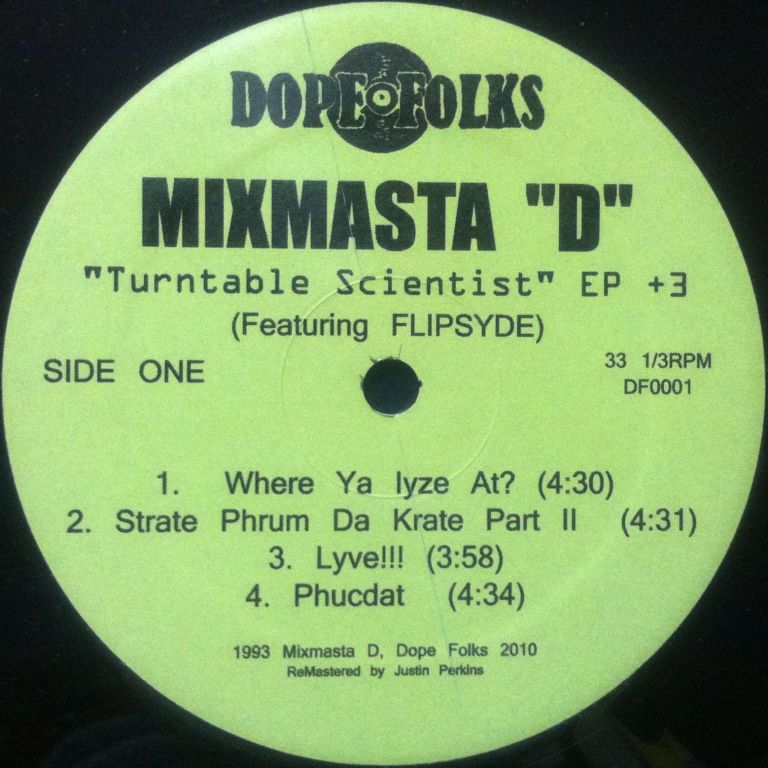 DOPE FOLKS
MIXMASTA "D"
"Turntable Scientist" EP +3
(Featuring FLIPSYDE)
SIDE ONE
33 1/3RPM
DF0001
1. Where Ya Iyze At? (4:30)
2. Strate Phrum Da Krate Part II (4:31)
3. Lyve!!! (3:58)
4. Phucdat (4:34)
1993 Mixmasta D, Dope Folks 2010
ReMastered by Justin Perkins